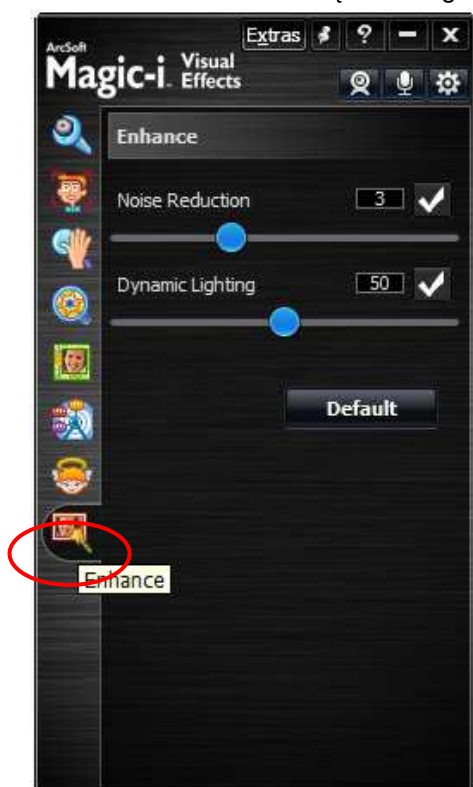 Extras ? – x
ArcSoft
Magic-i Visual Effects
Enhance
Noise Reduction 3
Dynamic Lighting 50
Default
Enhance